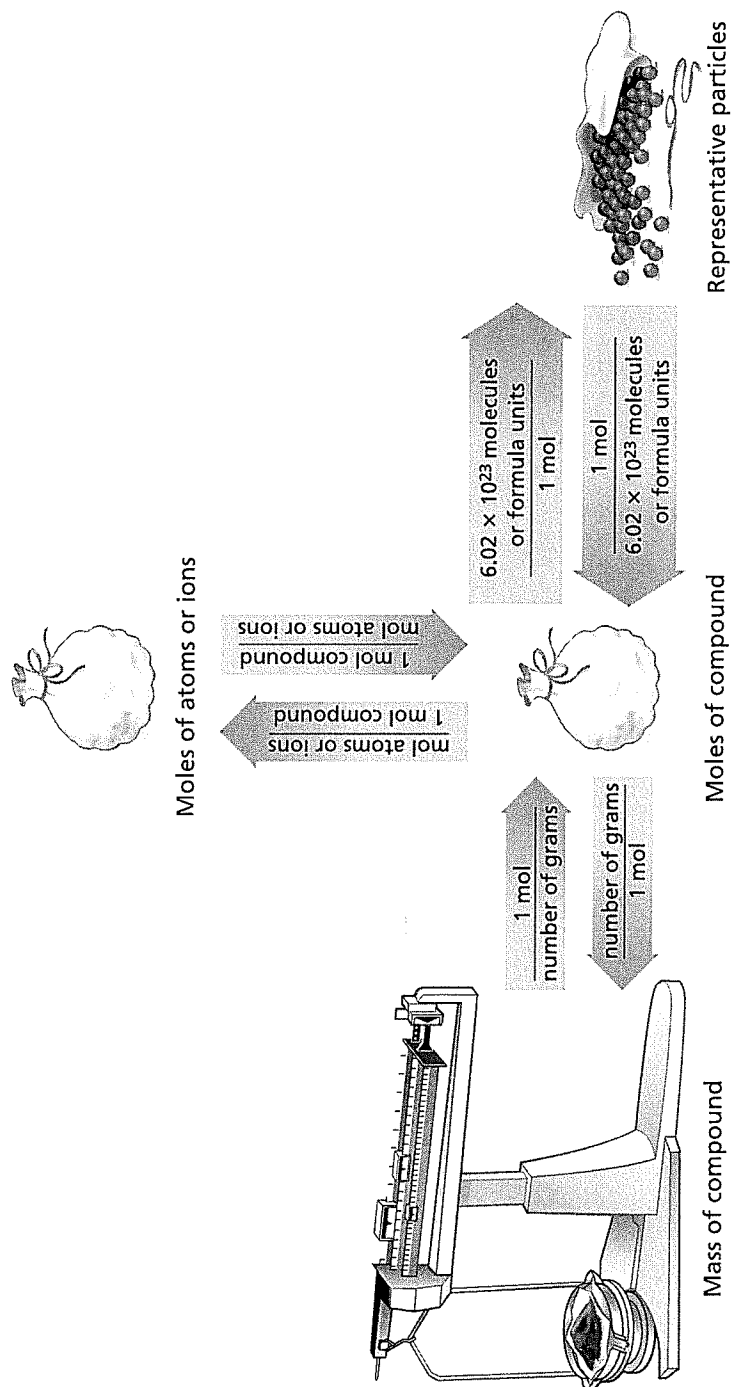 Moles of atoms or ions
mol atoms or ions
1 mol compound
1 mol compound
mol atoms or ions
1 mol
number of grams
number of grams
1 mol
6.02 × 10²³ molecules
or formula units
1 mol
1 mol
6.02 × 10²³ molecules
or formula units
Mass of compound
Moles of compound
Representative particles